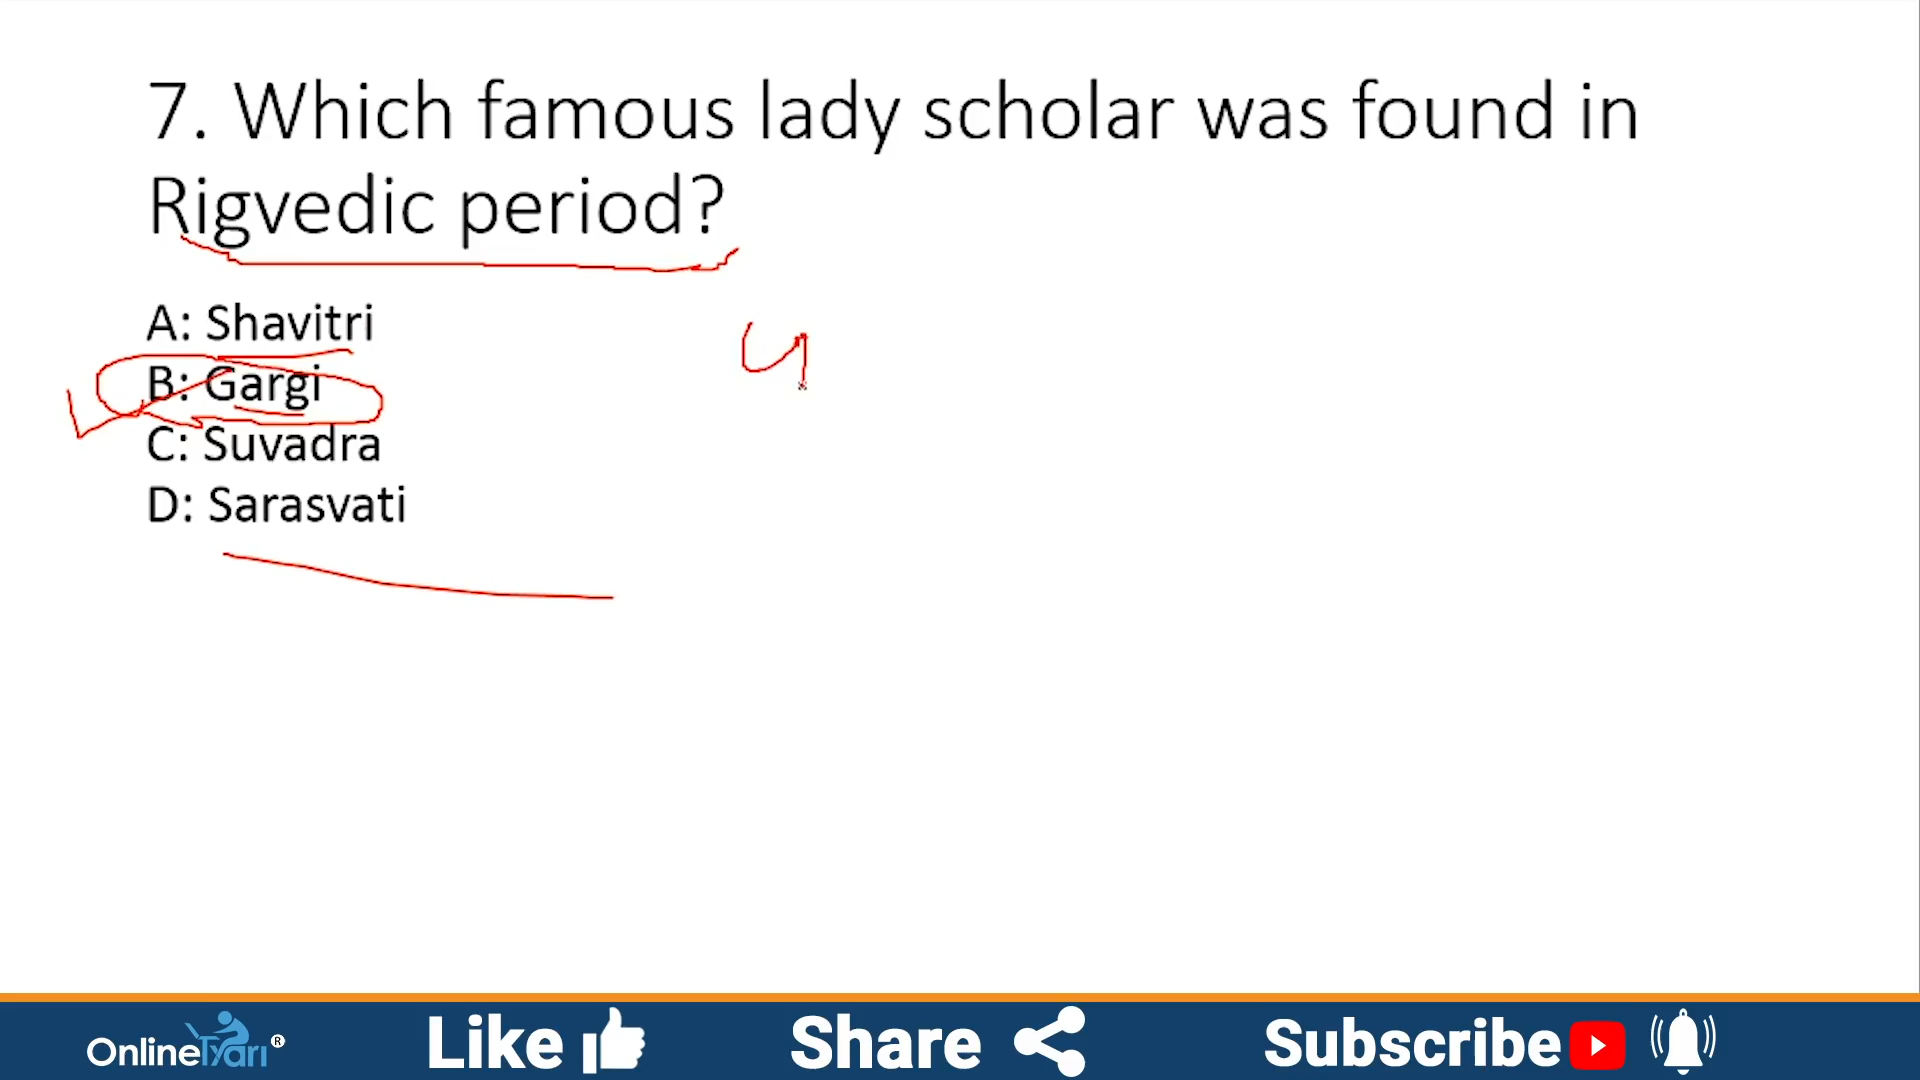 7. Which famous lady scholar was found in
Rigvedic period?
A: Shavitri
B: Gargi
C: Suvadra
D: Sarasvati
OnlineTyari®
Like
Share
Subscribe